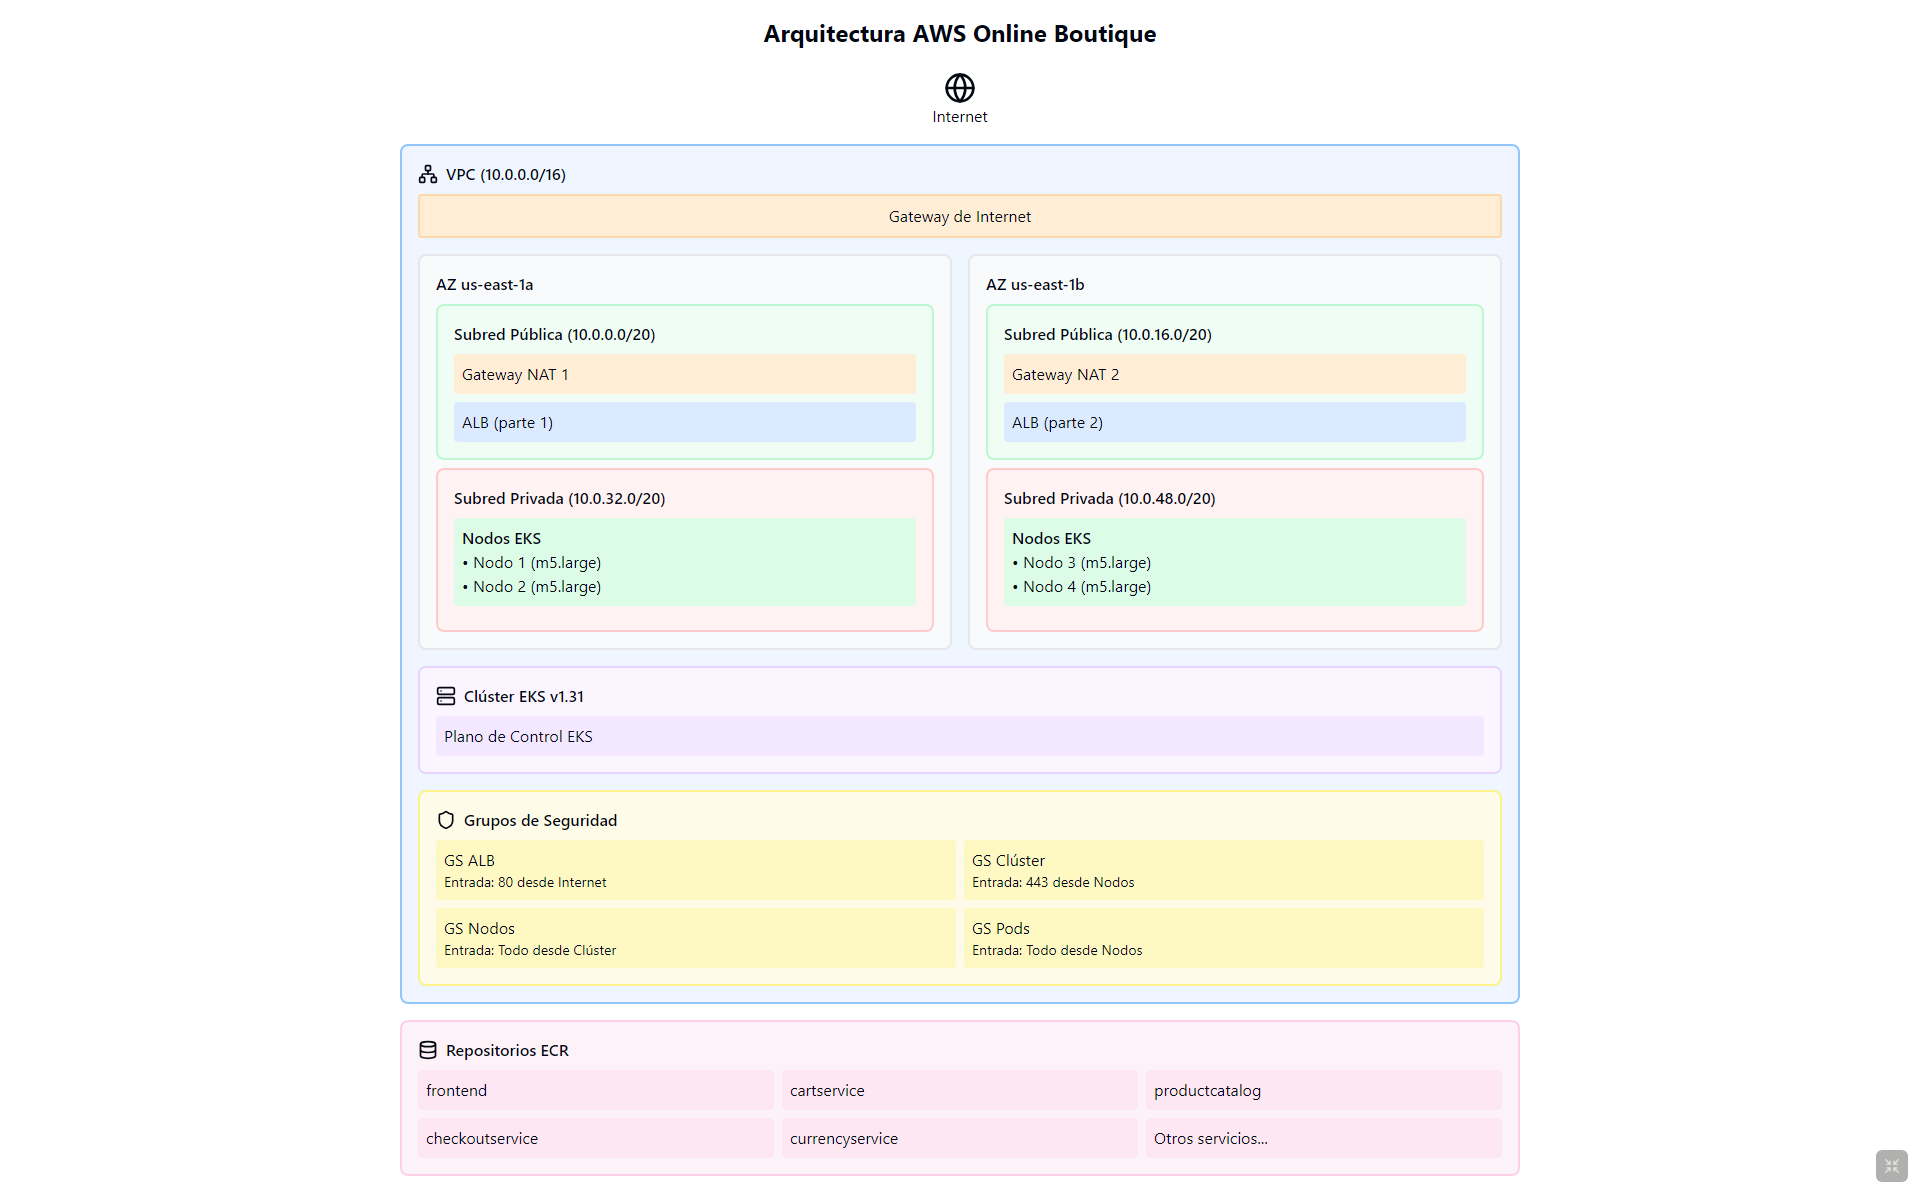 Arquitectura AWS Online Boutique
Internet
VPC (10.0.0.0/16)
Gateway de Internet
AZ us-east-1a
Subred Pública (10.0.0.0/20)
Gateway NAT 1
ALB (parte 1)
Subred Privada (10.0.32.0/20)
Nodos EKS
• Nodo 1 (m5.large)
• Nodo 2 (m5.large)
AZ us-east-1b
Subred Pública (10.0.16.0/20)
Gateway NAT 2
ALB (parte 2)
Subred Privada (10.0.48.0/20)
Nodos EKS
• Nodo 3 (m5.large)
• Nodo 4 (m5.large)
Clúster EKS v1.31
Plano de Control EKS
Grupos de Seguridad
GS ALB
Entrada: 80 desde Internet
GS Clúster
Entrada: 443 desde Nodos
GS Nodos
Entrada: Todo desde Clúster
GS Pods
Entrada: Todo desde Nodos
Repositorios ECR
frontend
cartservice
productcatalog
checkoutservice
currencyservice
Otros servicios...